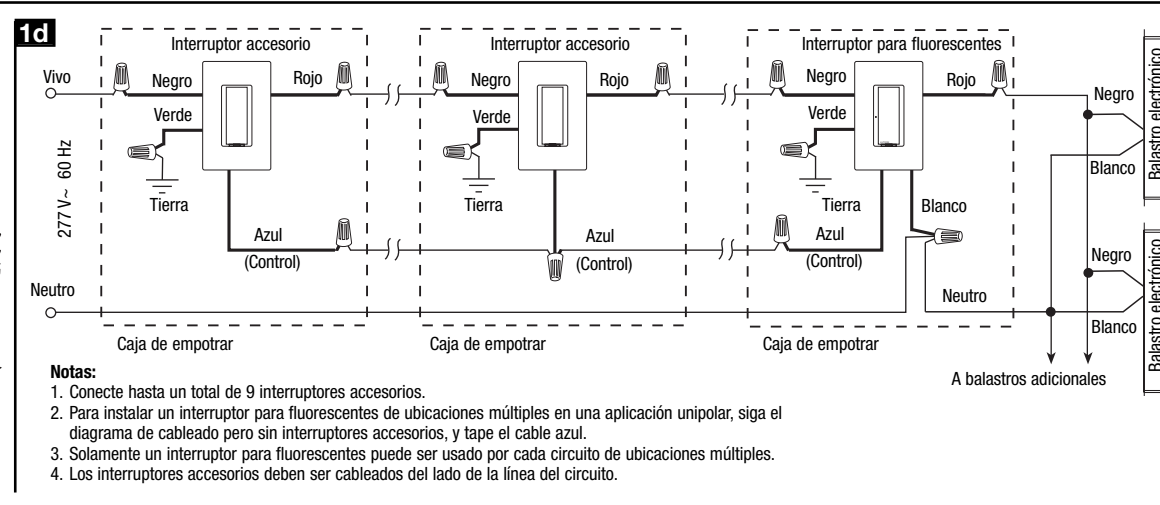 1d
Interruptor accesorio
Interruptor accesorio
Interruptor para fluorescentes
Vivo
Negro
Rojo
Negro
Rojo
Negro
Rojo
Negro
Verde
Verde
Verde
277 V~ 60 Hz
Balastro electrónico
Blanco
Tierra
Tierra
Tierra
Blanco
Azul
(Control)
Azul
(Control)
Azul
(Control)
Negro
Balastro electrónico
Neutro
Neutro
Blanco
Caja de empotrar
Caja de empotrar
Caja de empotrar
A balastros adicionales
Notas:
1. Conecte hasta un total de 9 interruptores accesorios.
2. Para instalar un interruptor para fluorescentes de ubicaciones múltiples en una aplicación unipolar, siga el
diagrama de cableado pero sin interruptores accesorios, y tape el cable azul.
3. Solamente un interruptor para fluorescentes puede ser usado por cada circuito de ubicaciones múltiples.
4. Los interruptores accesorios deben ser cableados del lado de la línea del circuito.